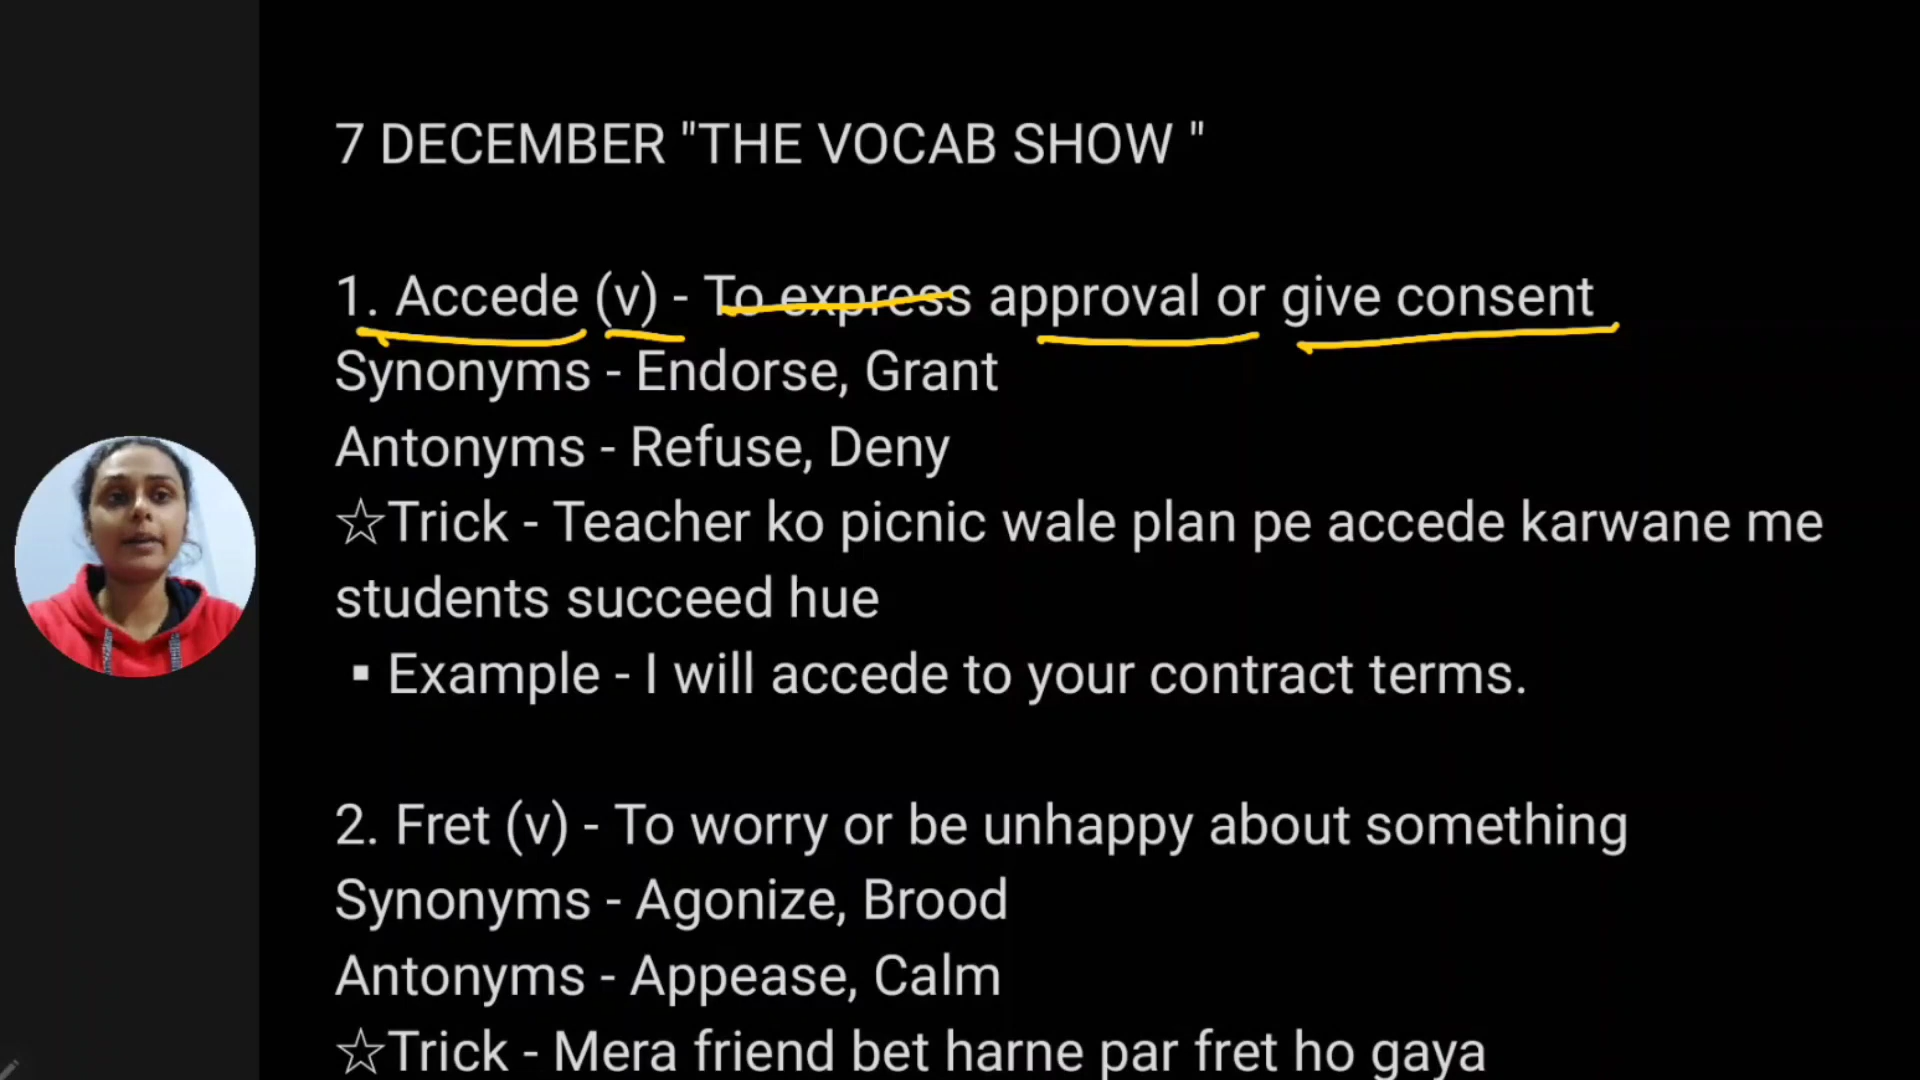 7 DECEMBER "THE VOCAB SHOW "
1. Accede (v) - To express approval or give consent
Synonyms - Endorse, Grant
Antonyms - Refuse, Deny
☆Trick - Teacher ko picnic wale plan pe accede karwane me
students succeed hue
▪ Example - I will accede to your contract terms.
2. Fret (v) - To worry or be unhappy about something
Synonyms - Agonize, Brood
Antonyms - Appease, Calm
☆Trick - Mera friend bet harne par fret ho gaya